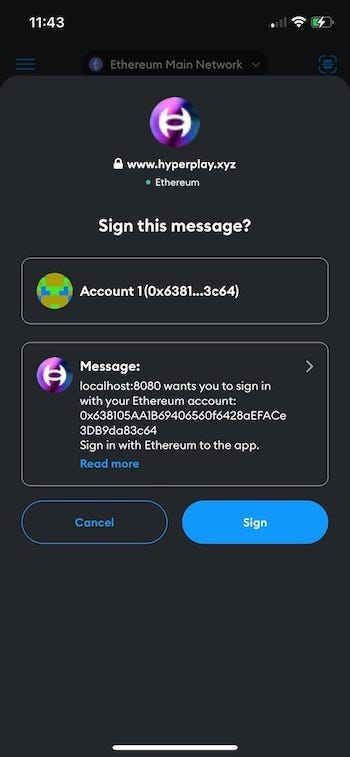 11:43
Ethereum Main Network
www.hyperplay.xyz
Ethereum
Sign this message?
Account 1 (0x6381...3c64)
Message:
localhost:8080 wants you to sign in
with your Ethereum account:
0x638105AA1B69406560f6428aEFACe
3DB9da83c64
Sign in with Ethereum to the app.
Read more
Cancel
Sign